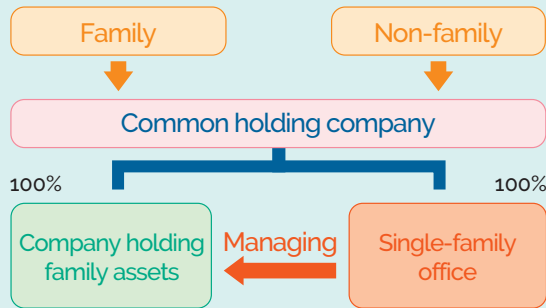 Family
Non-family
Common holding company
100%
100%
Company holding
family assets
Managing
Single-family
office